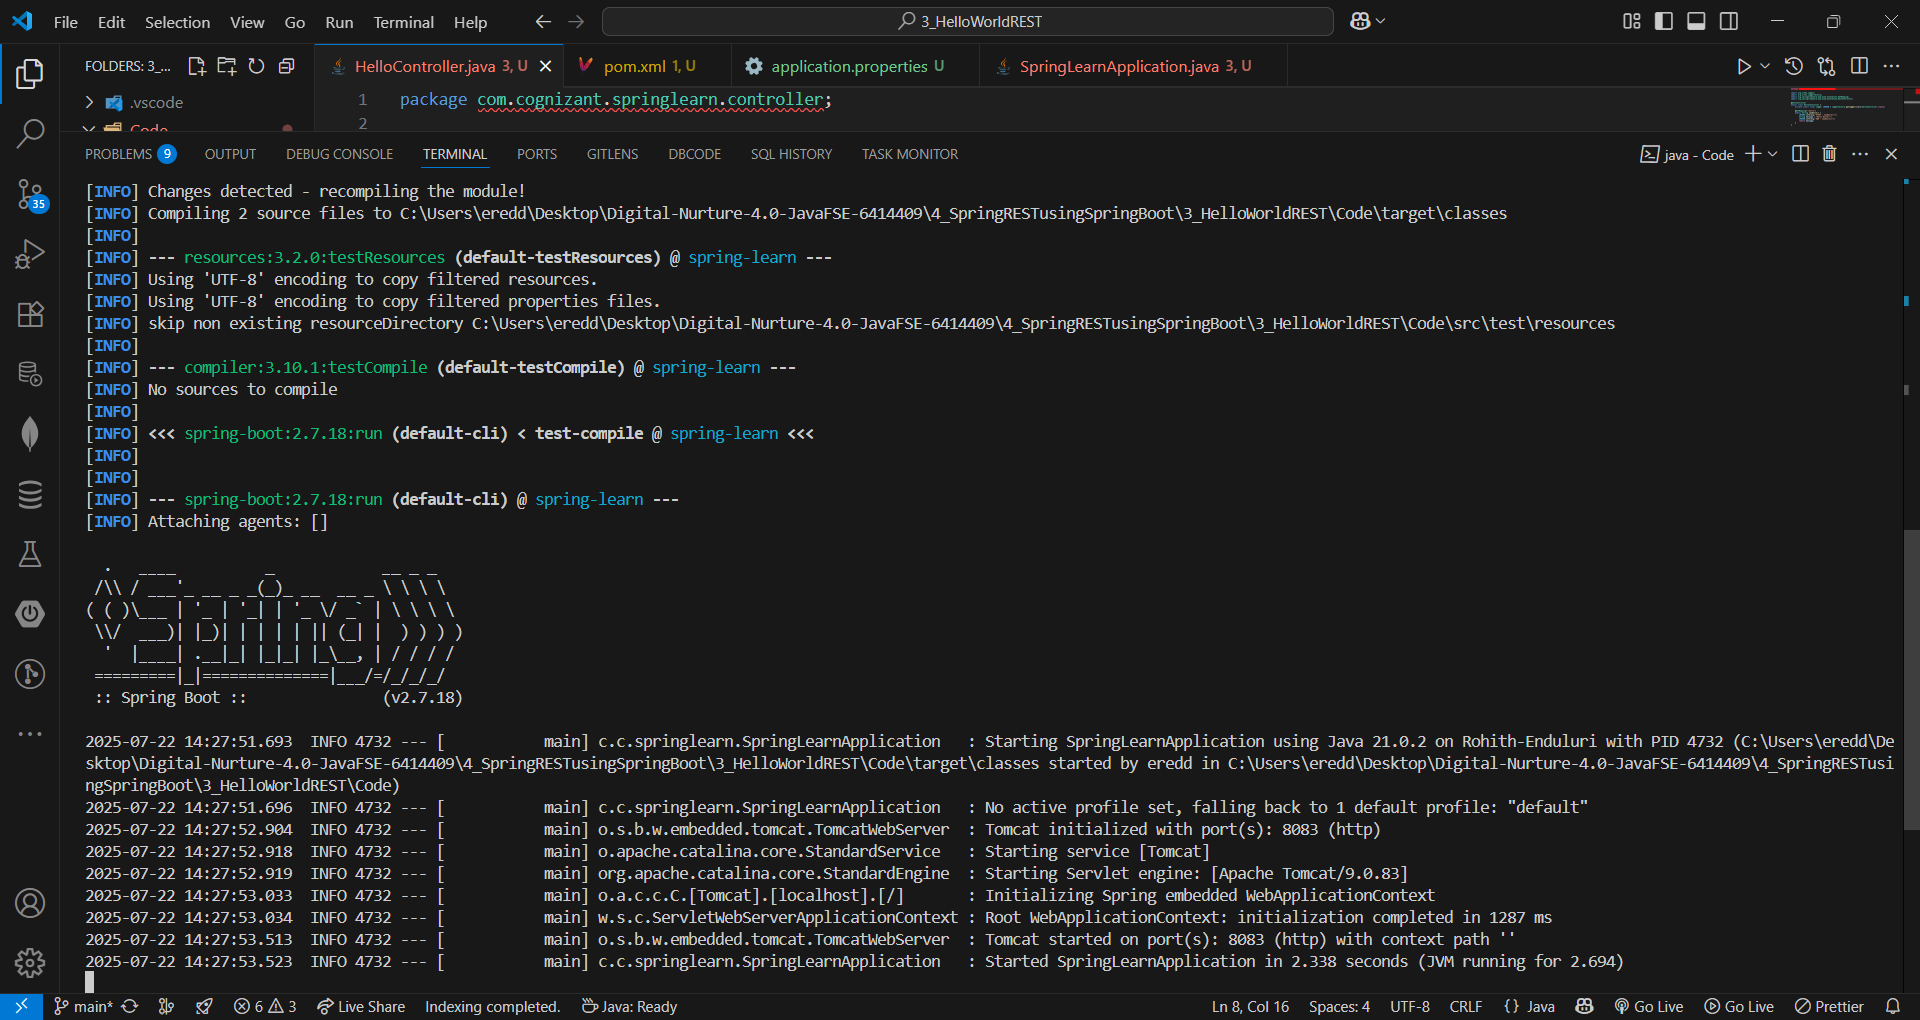 File Edit Selection View Go Run Terminal Help
3_HelloWorldREST
FOLDERS: 3_...
HelloController.java 3, U
pom.xml 1, U
application.properties U
SpringLearnApplication.java 3, U
.vscode
1 package com.cognizant.springlearn.controller;
Code
2
PROBLEMS 9 OUTPUT DEBUG CONSOLE TERMINAL PORTS GITLENS DBCODE SQL HISTORY TASK MONITOR
java - Code
35
[INFO] Changes detected - recompiling the module!
[INFO] Compiling 2 source files to C:\Users\eredd\Desktop\Digital-Nurture-4.0-JavaFSE-6414409\4_SpringRESTusingSpringBoot\3_HelloWorldREST\Code\target\classes
[INFO]
[INFO] --- resources:3.2.0:testResources (default-testResources) @ spring-learn ---
[INFO] Using 'UTF-8' encoding to copy filtered resources.
[INFO] Using 'UTF-8' encoding to copy filtered properties files.
[INFO] skip non existing resourceDirectory C:\Users\eredd\Desktop\Digital-Nurture-4.0-JavaFSE-6414409\4_SpringRESTusingSpringBoot\3_HelloWorldREST\Code\src\test\resources
[INFO]
[INFO] --- compiler:3.10.1:testCompile (default-testCompile) @ spring-learn ---
[INFO] No sources to compile
[INFO]
[INFO] <<< spring-boot:2.7.18:run (default-cli) < test-compile @ spring-learn <<<
[INFO]
[INFO]
[INFO] --- spring-boot:2.7.18:run (default-cli) @ spring-learn ---
[INFO] Attaching agents: []
  .   ____          _            __ _ _
 /\\ / ___'_ __ _ _(_)_ __  __ _ \ \ \ \
( ( )\___ | '_ | '_| | '_ \/ _` | \ \ \ \
 \\/  ___)| |_)| | | | | || (_| |  ) ) ) )
  '  |____| .__|_| |_|_| |_\__, | / / / /
 =========|_|==============|___/=/_/_/_/
 :: Spring Boot ::               (v2.7.18)
2025-07-22 14:27:51.693  INFO 4732 --- [           main] c.c.springlearn.SpringLearnApplication   : Starting SpringLearnApplication using Java 21.0.2 on Rohith-Enduluri with PID 4732 (C:\Users\eredd\De
sktop\Digital-Nurture-4.0-JavaFSE-6414409\4_SpringRESTusingSpringBoot\3_HelloWorldREST\Code\target\classes started by eredd in C:\Users\eredd\Desktop\Digital-Nurture-4.0-JavaFSE-6414409\4_SpringRESTusi
ngSpringBoot\3_HelloWorldREST\Code)
2025-07-22 14:27:51.696  INFO 4732 --- [           main] c.c.springlearn.SpringLearnApplication   : No active profile set, falling back to 1 default profile: "default"
2025-07-22 14:27:52.904  INFO 4732 --- [           main] o.s.b.w.embedded.tomcat.TomcatWebServer  : Tomcat initialized with port(s): 8083 (http)
2025-07-22 14:27:52.918  INFO 4732 --- [           main] o.apache.catalina.core.StandardService   : Starting service [Tomcat]
2025-07-22 14:27:52.919  INFO 4732 --- [           main] org.apache.catalina.core.StandardEngine  : Starting Servlet engine: [Apache Tomcat/9.0.83]
2025-07-22 14:27:53.033  INFO 4732 --- [           main] o.a.c.c.C.[Tomcat].[localhost].[/]       : Initializing Spring embedded WebApplicationContext
2025-07-22 14:27:53.034  INFO 4732 --- [           main] w.s.c.ServletWebServerApplicationContext : Root WebApplicationContext: initialization completed in 1287 ms
2025-07-22 14:27:53.513  INFO 4732 --- [           main] o.s.b.w.embedded.tomcat.TomcatWebServer  : Tomcat started on port(s): 8083 (http) with context path ''
2025-07-22 14:27:53.523  INFO 4732 --- [           main] c.c.springlearn.SpringLearnApplication   : Started SpringLearnApplication in 2.338 seconds (JVM running for 2.694)
main* 6 3 Live Share Indexing completed. Java: Ready Ln 8, Col 16 Spaces: 4 UTF-8 CRLF {} Java Go Live Go Live Prettier